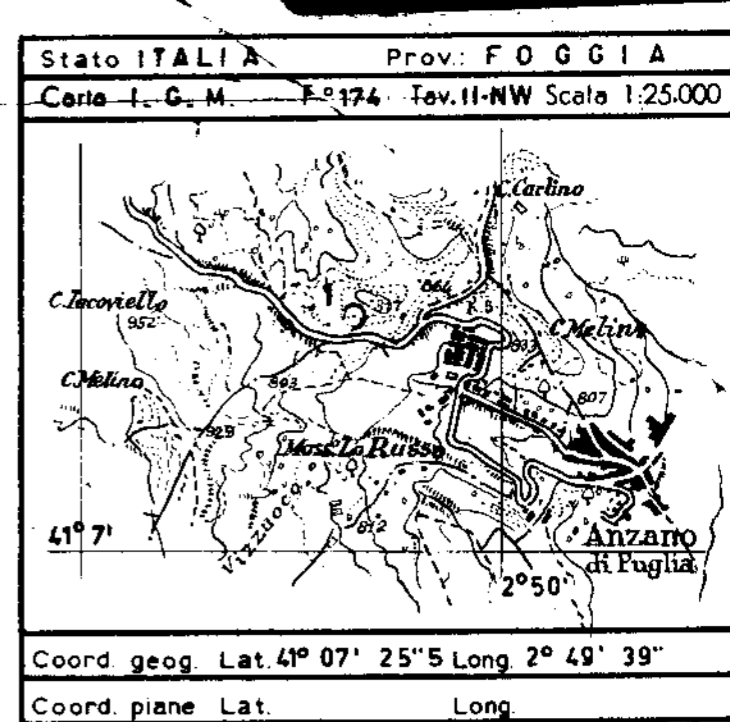 Stato ITALIA Prov.: FOGGIA
Carta I. G. M. F° 174 Tav. II-NW Scala 1:25.000
C. Carlino
864
C. Iacoviello
952
817
C. Melino
833
C. Melino
893
807
929
Mass. Lo Russo
Vizzuoco
812
41° 7'
Anzano
di Puglia
2° 50'
Coord. geog. Lat. 41° 07' 25"5 Long. 2° 49' 39"
Coord. piane Lat. Long.